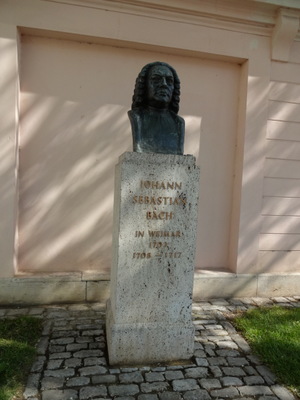 JOHANN
SEBASTIAN
BACH
IN WEIMAR
1703
1708 – 1717